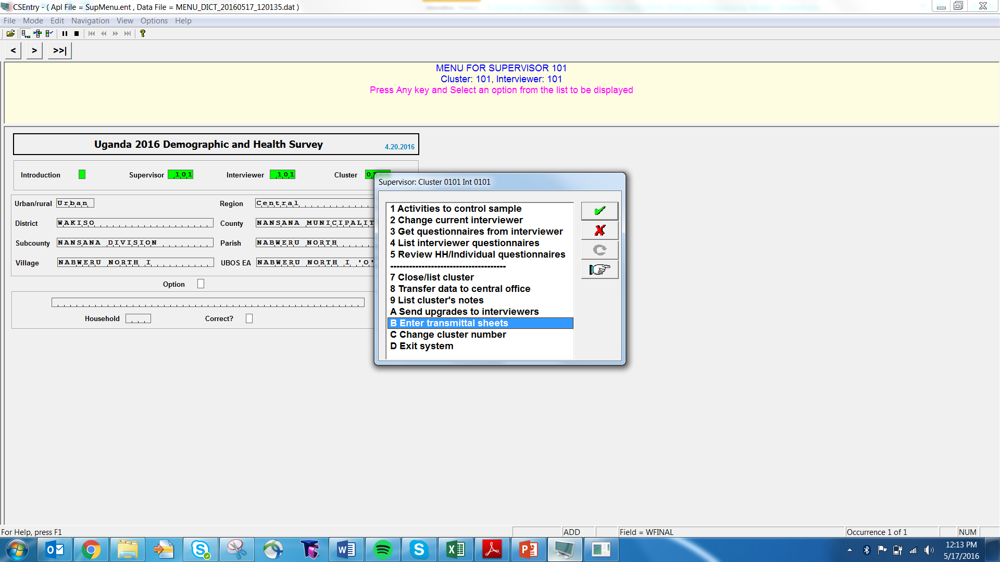 CSEntry - ( Apl File = SupMenu.ent , Data File = MENU_DICT_20160517_120135.dat )
File Mode Edit Navigation View Options Help
< > >>|
MENU FOR SUPERVISOR 101
Cluster: 101, Interviewer: 101
Press Any key and Select an option from the list to be displayed
Uganda 2016 Demographic and Health Survey 4.20.2016
Introduction Supervisor 101 Interviewer 101 Cluster
Urban/rural Urban Region Central
District WAKISO County NANSANA MUNICIPALIT
Subcounty NANSANA DIVISION Parish NABWERU NORTH
Village NABWERU NORTH I UBOS EA NABWERU NORTH I 'O'
Option
Household Correct?
Supervisor: Cluster 0101 Int 0101
1 Activities to control sample
2 Change current interviewer
3 Get questionnaires from interviewer
4 List interviewer questionnaires
5 Review HH/Individual questionnaires
-------------------------------------
7 Close/list cluster
8 Transfer data to central office
9 List cluster's notes
A Send upgrades to interviewers
B Enter transmittal sheets
C Change cluster number
D Exit system
For Help, press F1 ADD Field = WFINAL Occurrence 1 of 1 NUM
12:13 PM
5/17/2016